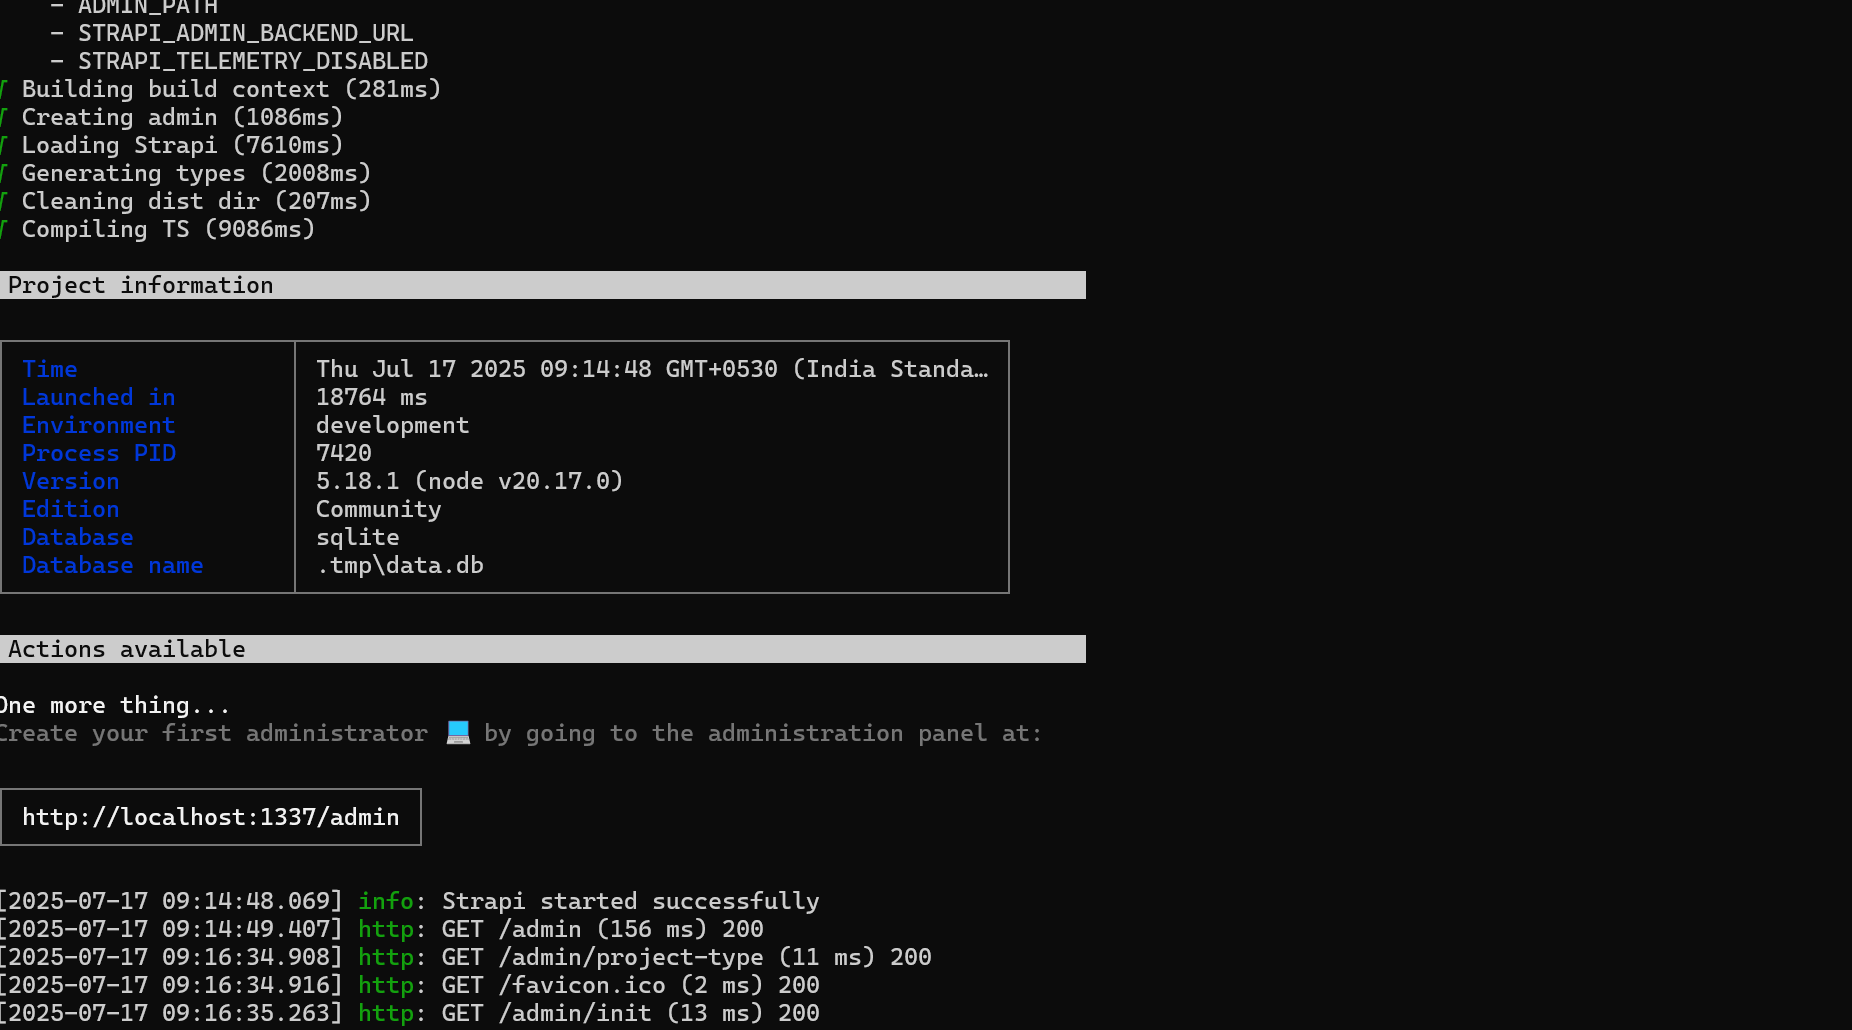 - ADMIN_PATH
- STRAPI_ADMIN_BACKEND_URL
- STRAPI_TELEMETRY_DISABLED
Building build context (281ms)
Creating admin (1086ms)
Loading Strapi (7610ms)
Generating types (2008ms)
Cleaning dist dir (207ms)
Compiling TS (9086ms)
Project information
Time Thu Jul 17 2025 09:14:48 GMT+0530 (India Standa…
Launched in 18764 ms
Environment development
Process PID 7420
Version 5.18.1 (node v20.17.0)
Edition Community
Database sqlite
Database name .tmp\data.db
Actions available
One more thing...
Create your first administrator 💻 by going to the administration panel at:
http://localhost:1337/admin
[2025-07-17 09:14:48.069] info: Strapi started successfully
[2025-07-17 09:14:49.407] http: GET /admin (156 ms) 200
[2025-07-17 09:16:34.908] http: GET /admin/project-type (11 ms) 200
[2025-07-17 09:16:34.916] http: GET /favicon.ico (2 ms) 200
[2025-07-17 09:16:35.263] http: GET /admin/init (13 ms) 200